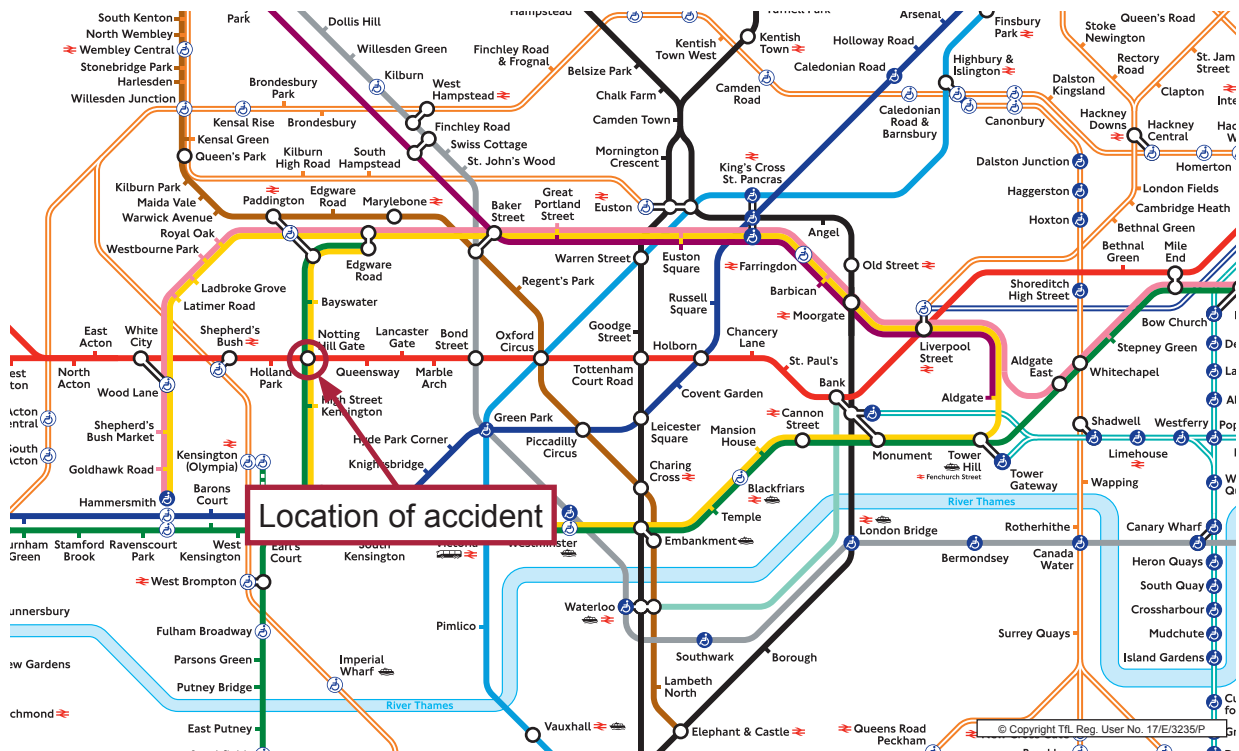 South Kenton
North Wembley
Wembley Central
Stonebridge Park
Harlesden
Willesden Junction
Kensal Green
Queen's Park
Kilburn Park
Maida Vale
Warwick Avenue
Royal Oak
Westbourne Park
Park
Dollis Hill
Willesden Green
Kilburn
West
Hampstead
Finchley Road
& Frognal
Hampstead
Brondesbury
Park
Kensal Rise
Brondesbury
Finchley Road
Swiss Cottage
St. John's Wood
Kilburn
High Road
South
Hampstead
Edgware
Road
Paddington
Marylebone
Baker
Street
Great
Portland
Street
Euston
Belsize Park
Chalk Farm
Camden Town
Mornington
Crescent
Kentish
Town West
Kentish
Town
Camden
Road
Arsenal
Holloway Road
Caledonian Road
Finsbury
Park
Highbury &
Islington
Caledonian
Road &
Barnsbury
Canonbury
Dalston
Kingsland
Stoke
Newington
Queen's Road
Rectory
Road
Clapton
St. Jam
Street
Hackney
Downs
Hackney
Central
Homerton
Dalston Junction
Haggerston
Hoxton
London Fields
Cambridge Heath
Bethnal Green
King's Cross
St. Pancras
Angel
Old Street
Farringdon
Barbican
Moorgate
Euston
Square
Warren Street
Regent's Park
Edgware
Road
Ladbroke Grove
Latimer Road
Bayswater
East
Acton
White
City
Shepherd's
Bush
Notting
Hill Gate
Lancaster
Gate
Bond
Street
Oxford
Circus
Goodge
Street
Russell
Square
Holborn
Chancery
Lane
St. Paul's
Bank
Liverpool
Street
Shoreditch
High Street
Bethnal
Green
Mile
End
Bow Church
Stepney Green
Whitechapel
Aldgate
East
Aldgate
North
Acton
Wood Lane
Holland
Park
Queensway
Marble
Arch
Tottenham
Court Road
Covent Garden
High Street
Kensington
Hyde Park Corner
Knightsbridge
Green Park
Piccadilly
Circus
Leicester
Square
Charing
Cross
Mansion
House
Cannon
Street
Monument
Tower
Hill
Fenchurch Street
Tower
Gateway
Shadwell
Limehouse
Westferry
Blackfriars
Temple
Embankment
Shepherd's
Bush Market
Goldhawk Road
Hammersmith
Barons
Court
Kensington
(Olympia)
Location of accident
River Thames
Ravenscourt
Park
Stamford
Brook
West
Kensington
Earl's
Court
South
Kensington
Victoria
Westminster
London Bridge
Bermondsey
Wapping
Rotherhithe
Canada
Water
Canary Wharf
Heron Quays
South Quay
Crossharbour
Mudchute
Island Gardens
Surrey Quays
Waterloo
Southwark
Borough
Pimlico
Lambeth
North
Vauxhall
Elephant & Castle
West Brompton
Fulham Broadway
Parsons Green
Putney Bridge
East Putney
Imperial
Wharf
River Thames
Queens Road
Peckham
© Copyright TfL Reg. User No. 17/E/3235/P